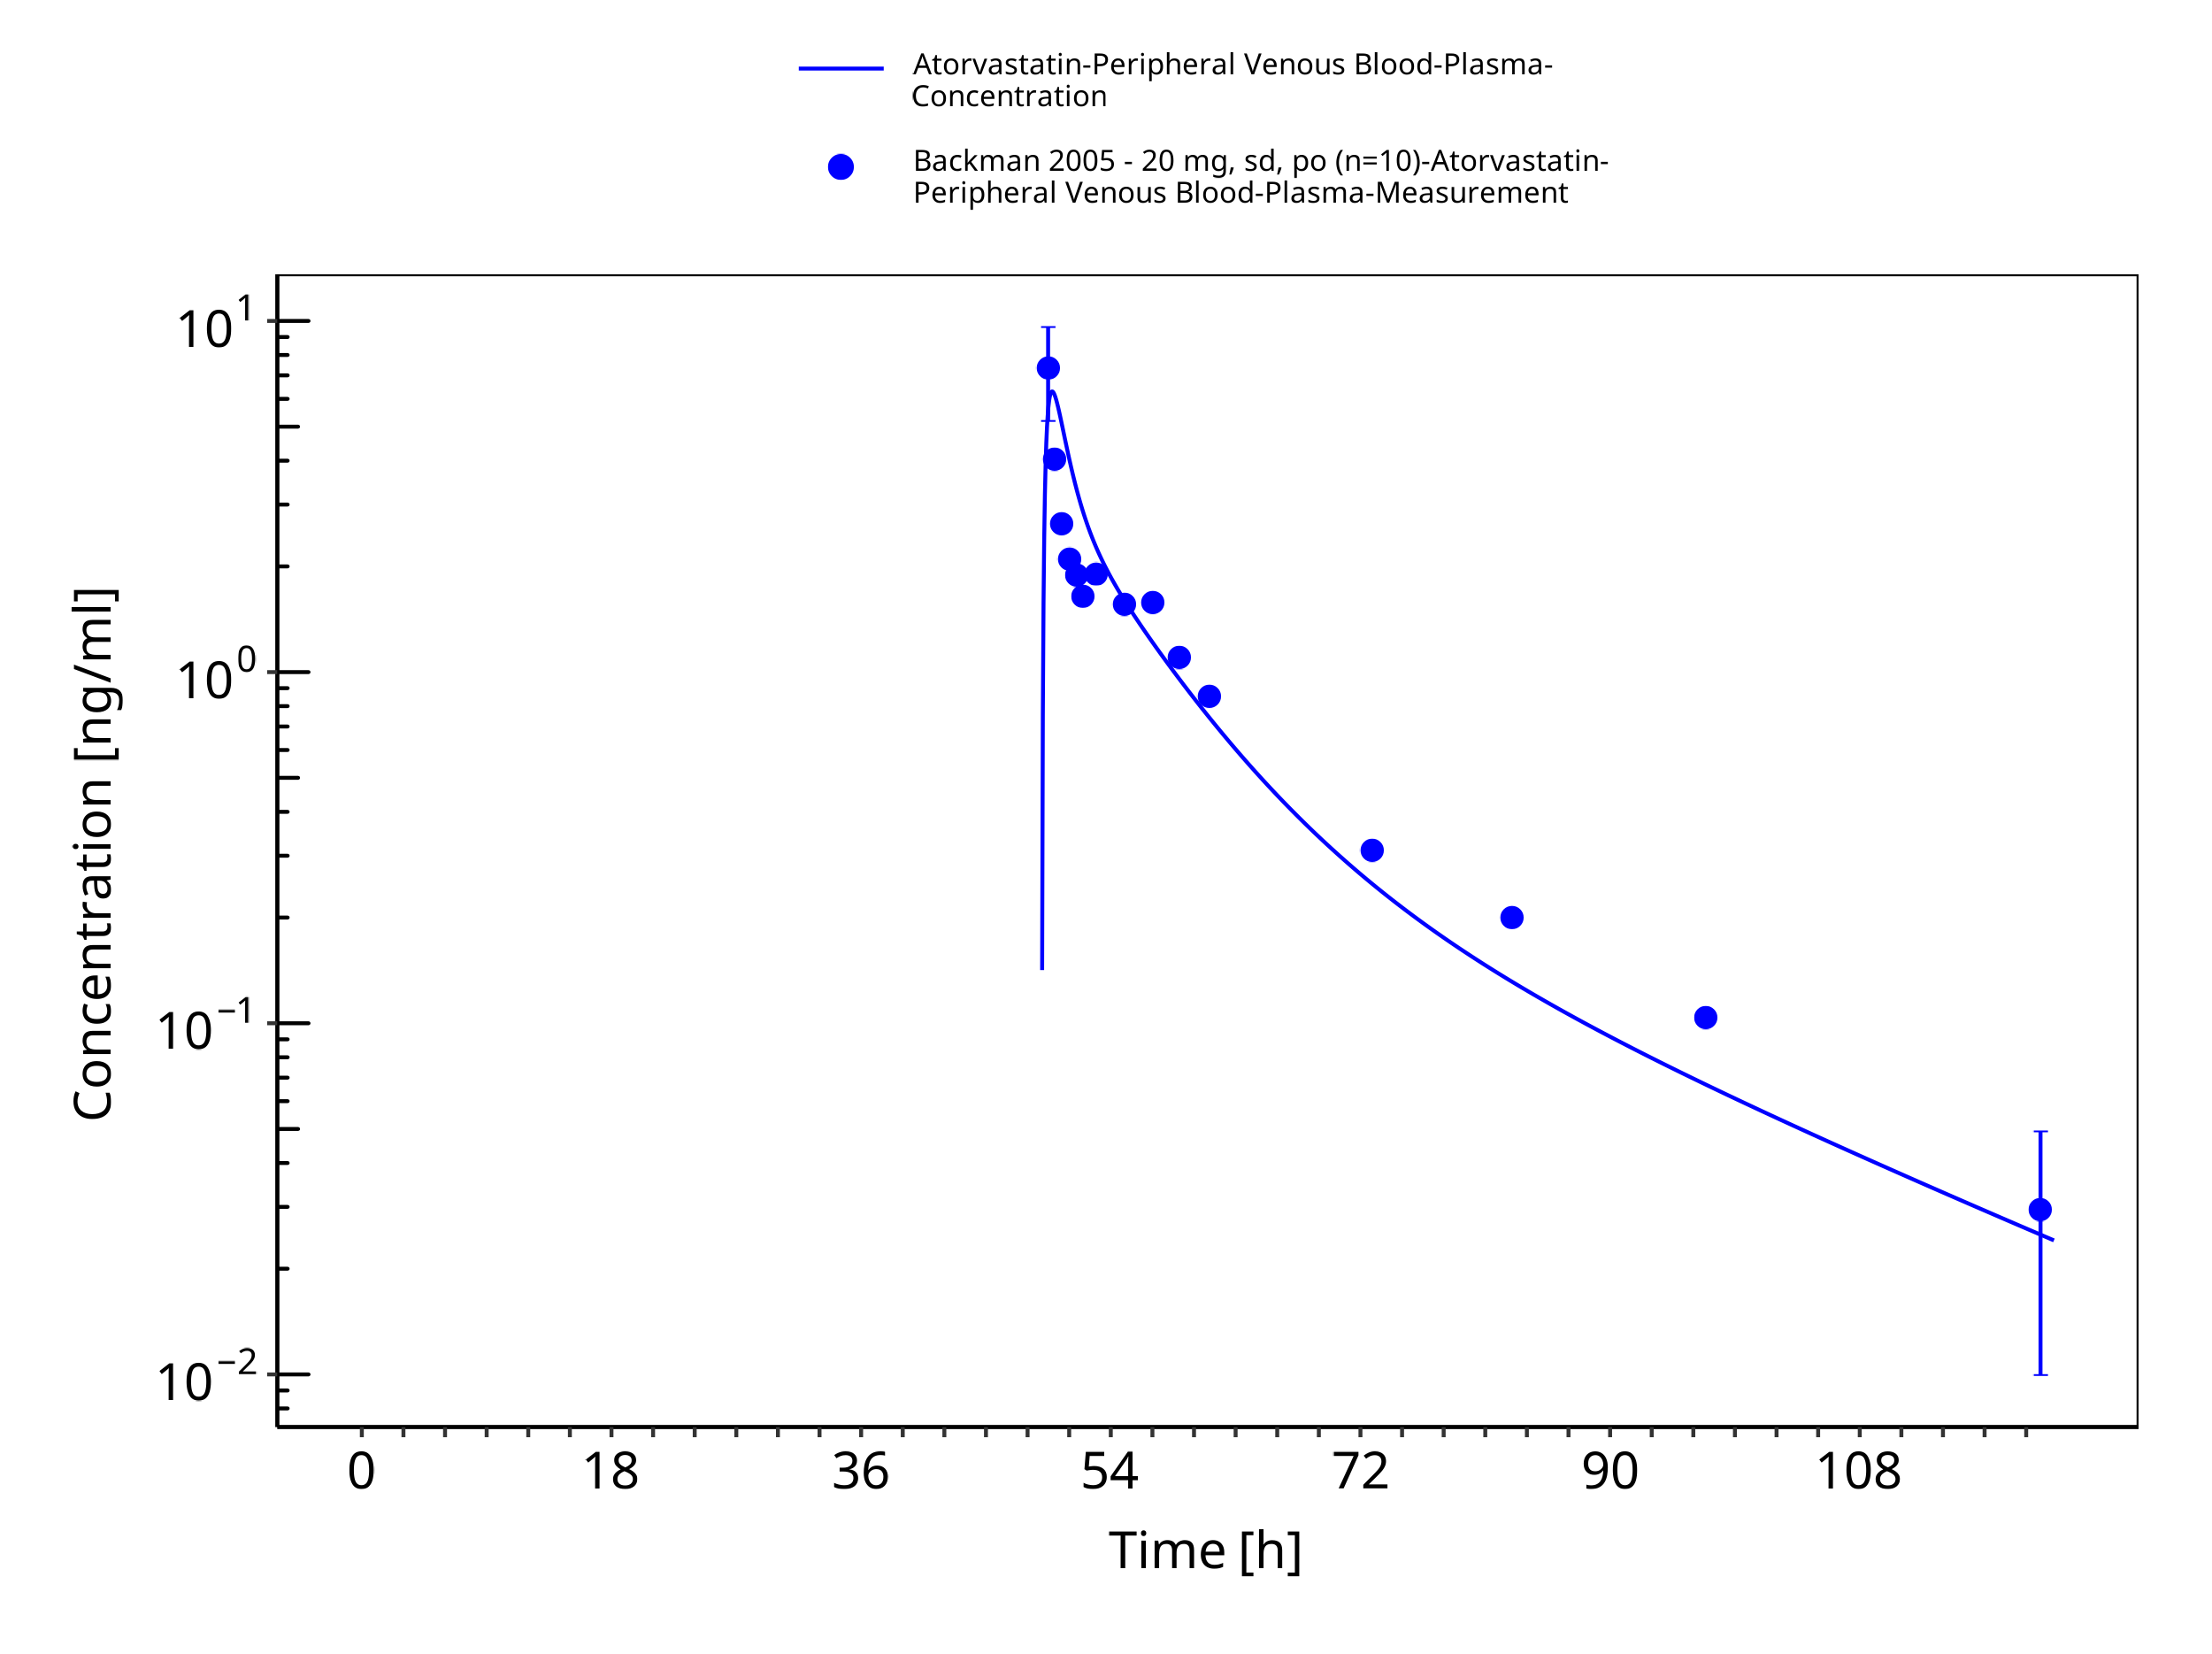 Atorvastatin-Peripheral Venous Blood-Plasma-
Concentration
Backman 2005 - 20 mg, sd, po (n=10)-Atorvastatin-
Peripheral Venous Blood-Plasma-Measurement
10^1
10^0
10^−1
10^−2
Concentration [ng/ml]
0 18 36 54 72 90 108
Time [h]